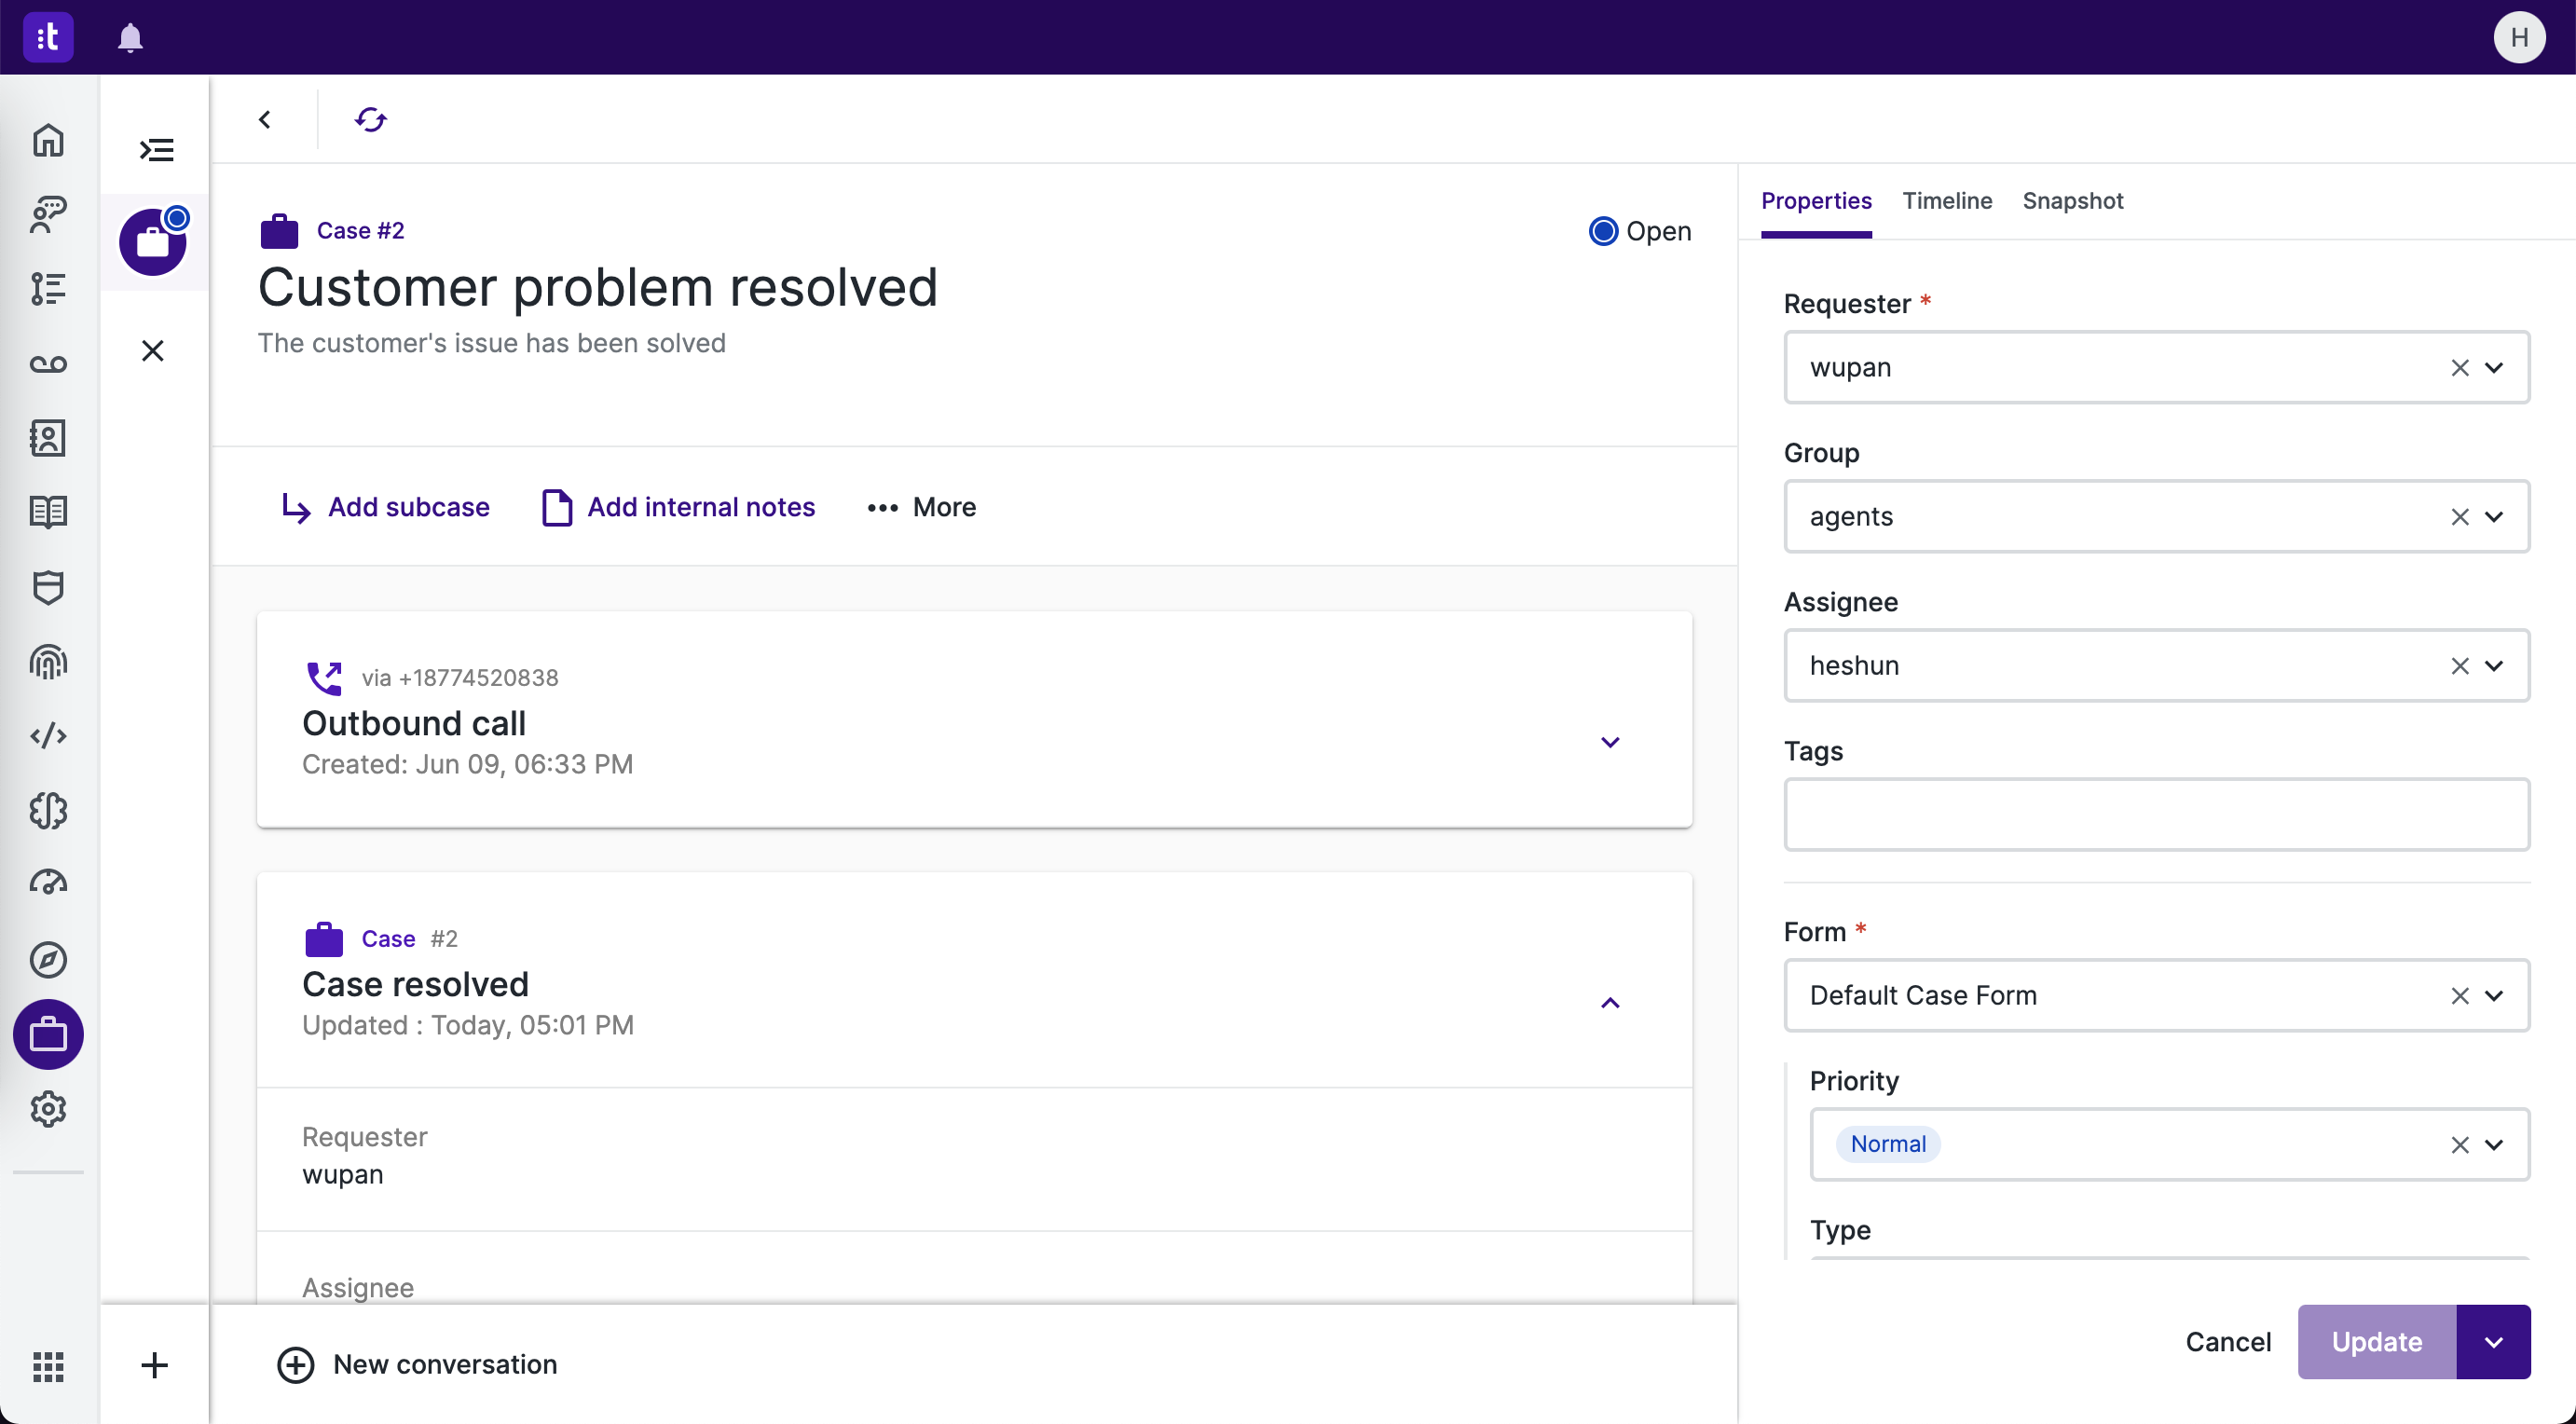 :t
H
Case #2
Open
Customer problem resolved
The customer's issue has been solved
Add subcase
Add internal notes
More
via +18774520838
Outbound call
Created: Jun 09, 06:33 PM
Case #2
Case resolved
Updated : Today, 05:01 PM
Requester
wupan
Assignee
New conversation
Properties
Timeline
Snapshot
Requester *
wupan
Group
agents
Assignee
heshun
Tags
Form *
Default Case Form
Priority
Normal
Type
Cancel
Update